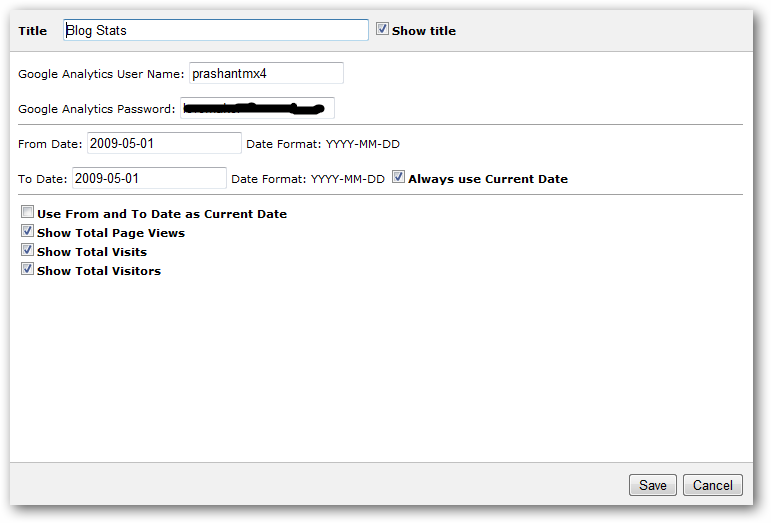 Title Blog Stats Show title
Google Analytics User Name: prashantmx4
Google Analytics Password:
From Date: 2009-05-01 Date Format: YYYY-MM-DD
To Date: 2009-05-01 Date Format: YYYY-MM-DD Always use Current Date
Use From and To Date as Current Date
Show Total Page Views
Show Total Visits
Show Total Visitors
Save Cancel